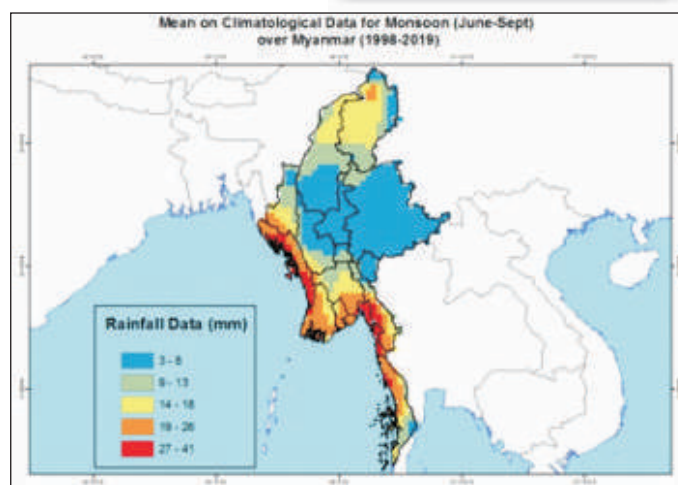 Mean on Climatological Data for Monsoon (June-Sept)
over Myanmar (1998-2019)
Rainfall Data (mm)
3 - 8
9 - 13
14 - 18
19 - 26
27 - 41